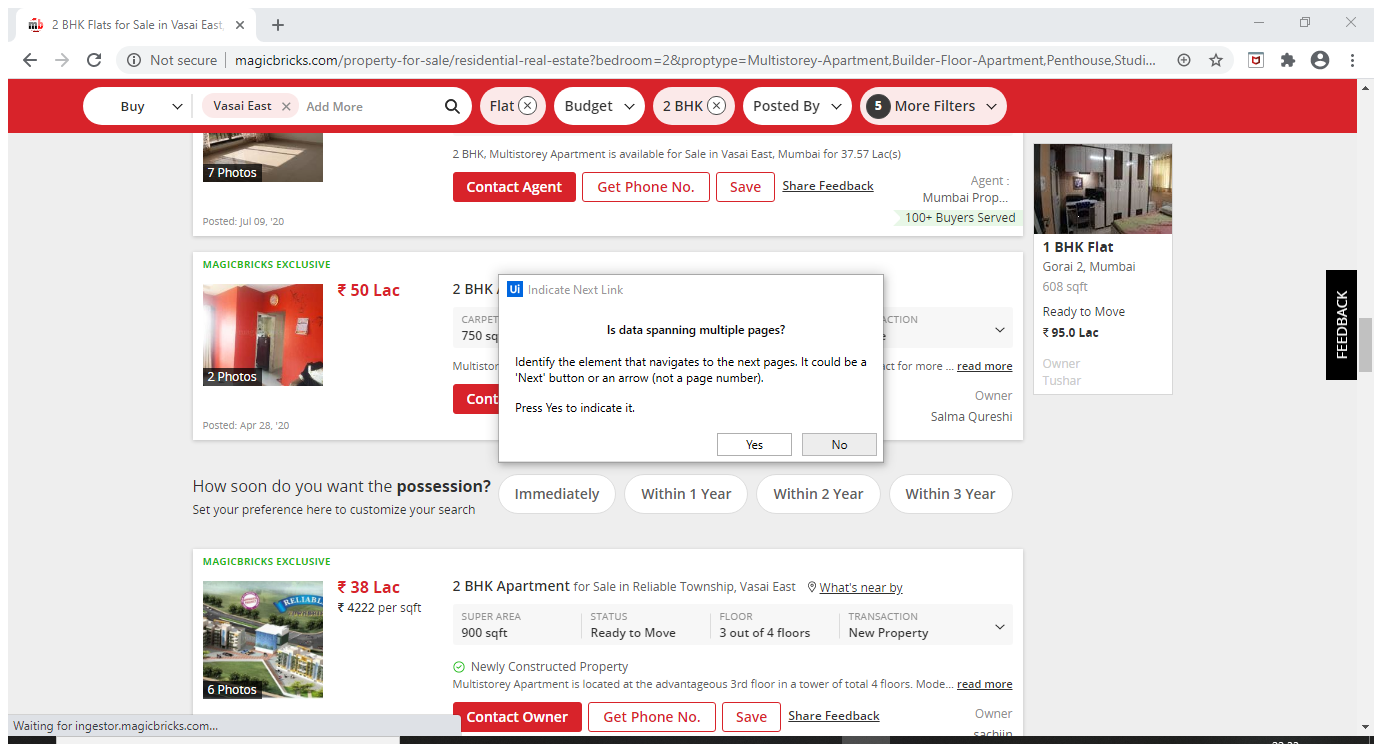 2 BHK Flats for Sale in Vasai East,
Not secure
magicbricks.com/property-for-sale/residential-real-estate?bedroom=2&proptype=Multistorey-Apartment,Builder-Floor-Apartment,Penthouse,Studi...
Buy
Vasai East
Add More
Flat
Budget
2 BHK
Posted By
5 More Filters
7 Photos
2 BHK, Multistorey Apartment is available for Sale in Vasai East, Mumbai for 37.57 Lac(s)
Contact Agent
Get Phone No.
Save
Share Feedback
Agent :
Mumbai Prop...
100+ Buyers Served
Posted: Jul 09, '20
1 BHK Flat
Gorai 2, Mumbai
608 sqft
Ready to Move
₹ 95.0 Lac
Owner
Tushar
FEEDBACK
MAGICBRICKS EXCLUSIVE
₹ 50 Lac
2 BHK
CARPET
750 sq
ACTION
Multistor
ct for more ... read more
2 Photos
Cont
Owner
Salma Qureshi
Posted: Apr 28, '20
Ui Indicate Next Link
Is data spanning multiple pages?
Identify the element that navigates to the next pages. It could be a
'Next' button or an arrow (not a page number).
Press Yes to indicate it.
Yes
No
How soon do you want the possession?
Set your preference here to customize your search
Immediately
Within 1 Year
Within 2 Year
Within 3 Year
MAGICBRICKS EXCLUSIVE
RELIABLE
6 Photos
₹ 38 Lac
₹ 4222 per sqft
2 BHK Apartment for Sale in Reliable Township, Vasai East
What's near by
SUPER AREA
900 sqft
STATUS
Ready to Move
FLOOR
3 out of 4 floors
TRANSACTION
New Property
Newly Constructed Property
Multistorey Apartment is located at the advantageous 3rd floor in a tower of total 4 floors. Mode... read more
Contact Owner
Get Phone No.
Save
Share Feedback
Owner
sachiin
Waiting for ingestor.magicbricks.com...